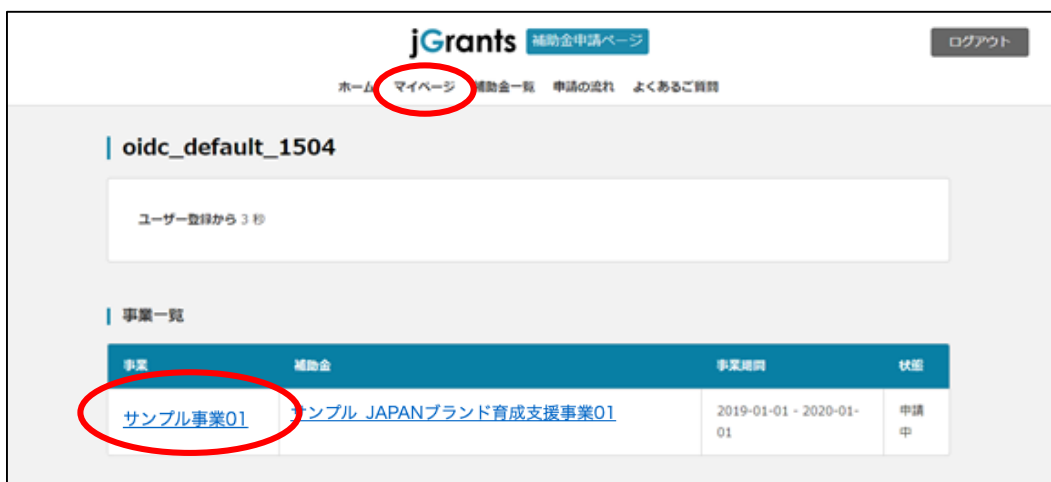 jGrants 補助金申請ページ
ログアウト
ホーム マイページ 補助金一覧 申請の流れ よくあるご質問
oidc_default_1504
ユーザー登録から 3 秒
事業一覧
事業 補助金 事業期間 状態
サンプル事業01 サンプル JAPANブランド育成支援事業01 2019-01-01 - 2020-01- 申請
01 中